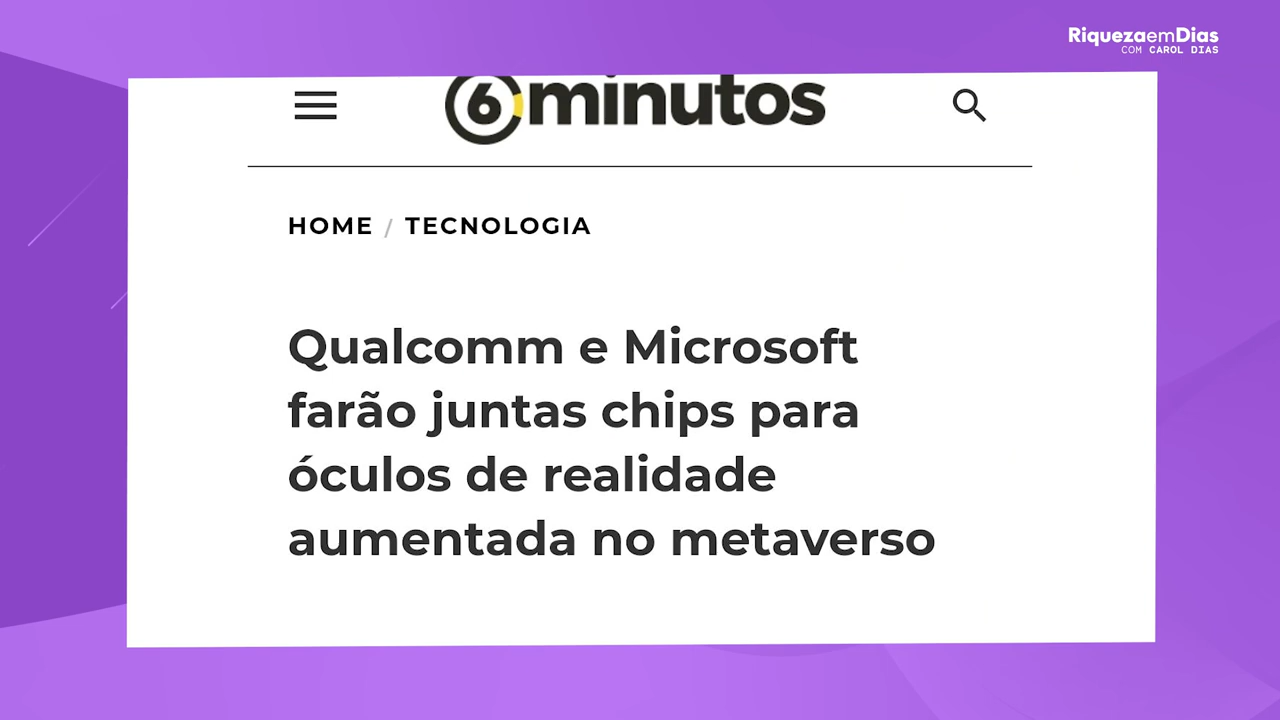 RiquezaemDias
COM CAROL DIAS
6minutos
HOME / TECNOLOGIA
Qualcomm e Microsoft
farão juntas chips para
óculos de realidade
aumentada no metaverso